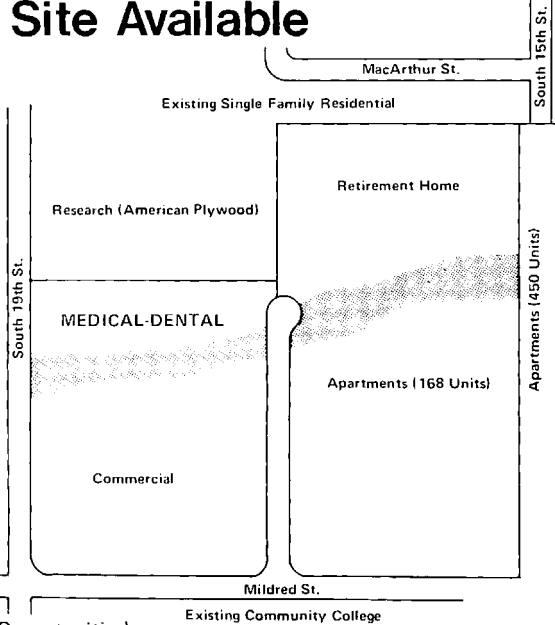 Site Available
South 15th St.
MacArthur St.
Existing Single Family Residential
Retirement Home
Research (American Plywood)
South 19th St.
MEDICAL-DENTAL
Apartments (450 Units)
Apartments (168 Units)
Commercial
Mildred St.
Existing Community College